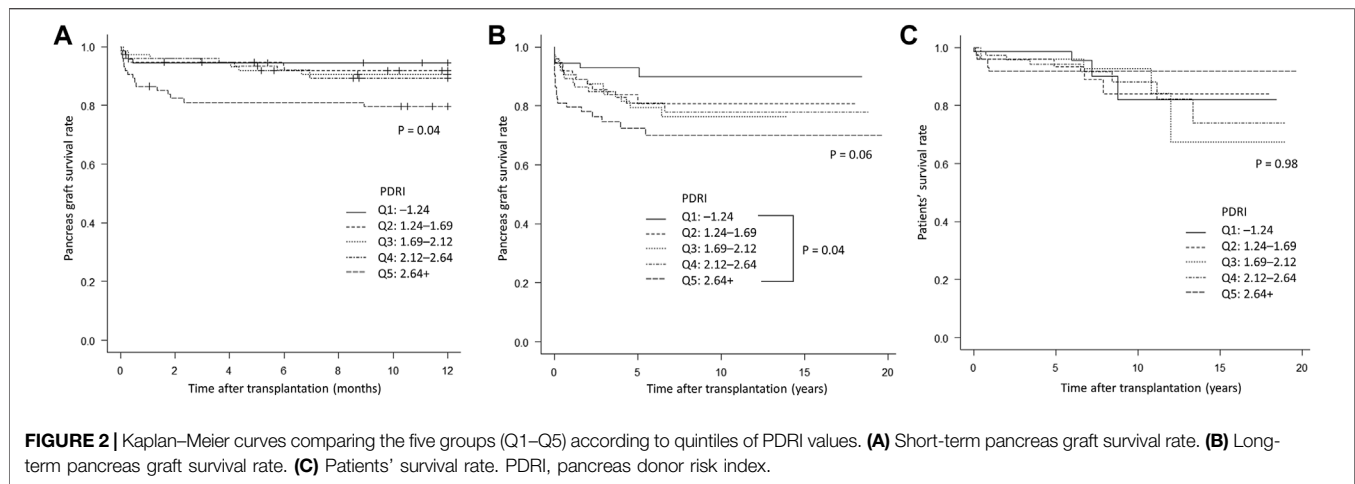 A
Pancreas graft survival rate
1.0
0.8
0.6
0.4
0.2
0.0
P = 0.04
PDRI
Q1: –1.24
Q2: 1.24–1.69
Q3: 1.69–2.12
Q4: 2.12–2.64
Q5: 2.64+
0 2 4 6 8 10 12
Time after transplantation (months)
B
Pancreas graft survival rate
1.0
0.8
0.6
0.4
0.2
0.0
P = 0.06
PDRI
Q1: –1.24
Q2: 1.24–1.69
Q3: 1.69–2.12
Q4: 2.12–2.64
Q5: 2.64+
P = 0.04
0 5 10 15 20
Time after transplantation (years)
C
Patients’ survival rate
1.0
0.8
0.6
0.4
0.2
0.0
P = 0.98
PDRI
Q1: –1.24
Q2: 1.24–1.69
Q3: 1.69–2.12
Q4: 2.12–2.64
Q5: 2.64+
0 5 10 15 20
Time after transplantation (years)
FIGURE 2 | Kaplan–Meier curves comparing the five groups (Q1–Q5) according to quintiles of PDRI values. (A) Short-term pancreas graft survival rate. (B) Long-
term pancreas graft survival rate. (C) Patients’ survival rate. PDRI, pancreas donor risk index.